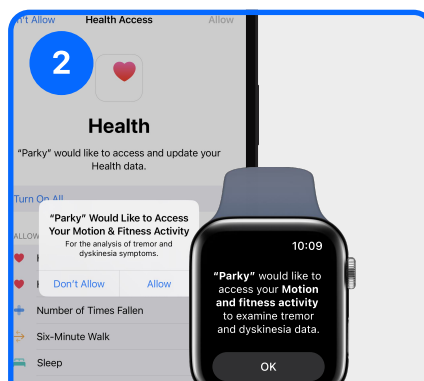 n't Allow Health Access Allow
2
Health
“Parky” would like to access and update your
Health data.
Turn On All
“Parky” Would Like to Access
Your Motion & Fitness Activity
For the analysis of tremor and
dyskinesia symptoms.
Don't Allow Allow
ALLOW
H
H
Number of Times Fallen
Six-Minute Walk
Sleep
10:09
“Parky” would like to
access your Motion
and fitness activity
to examine tremor
and dyskinesia data.
OK